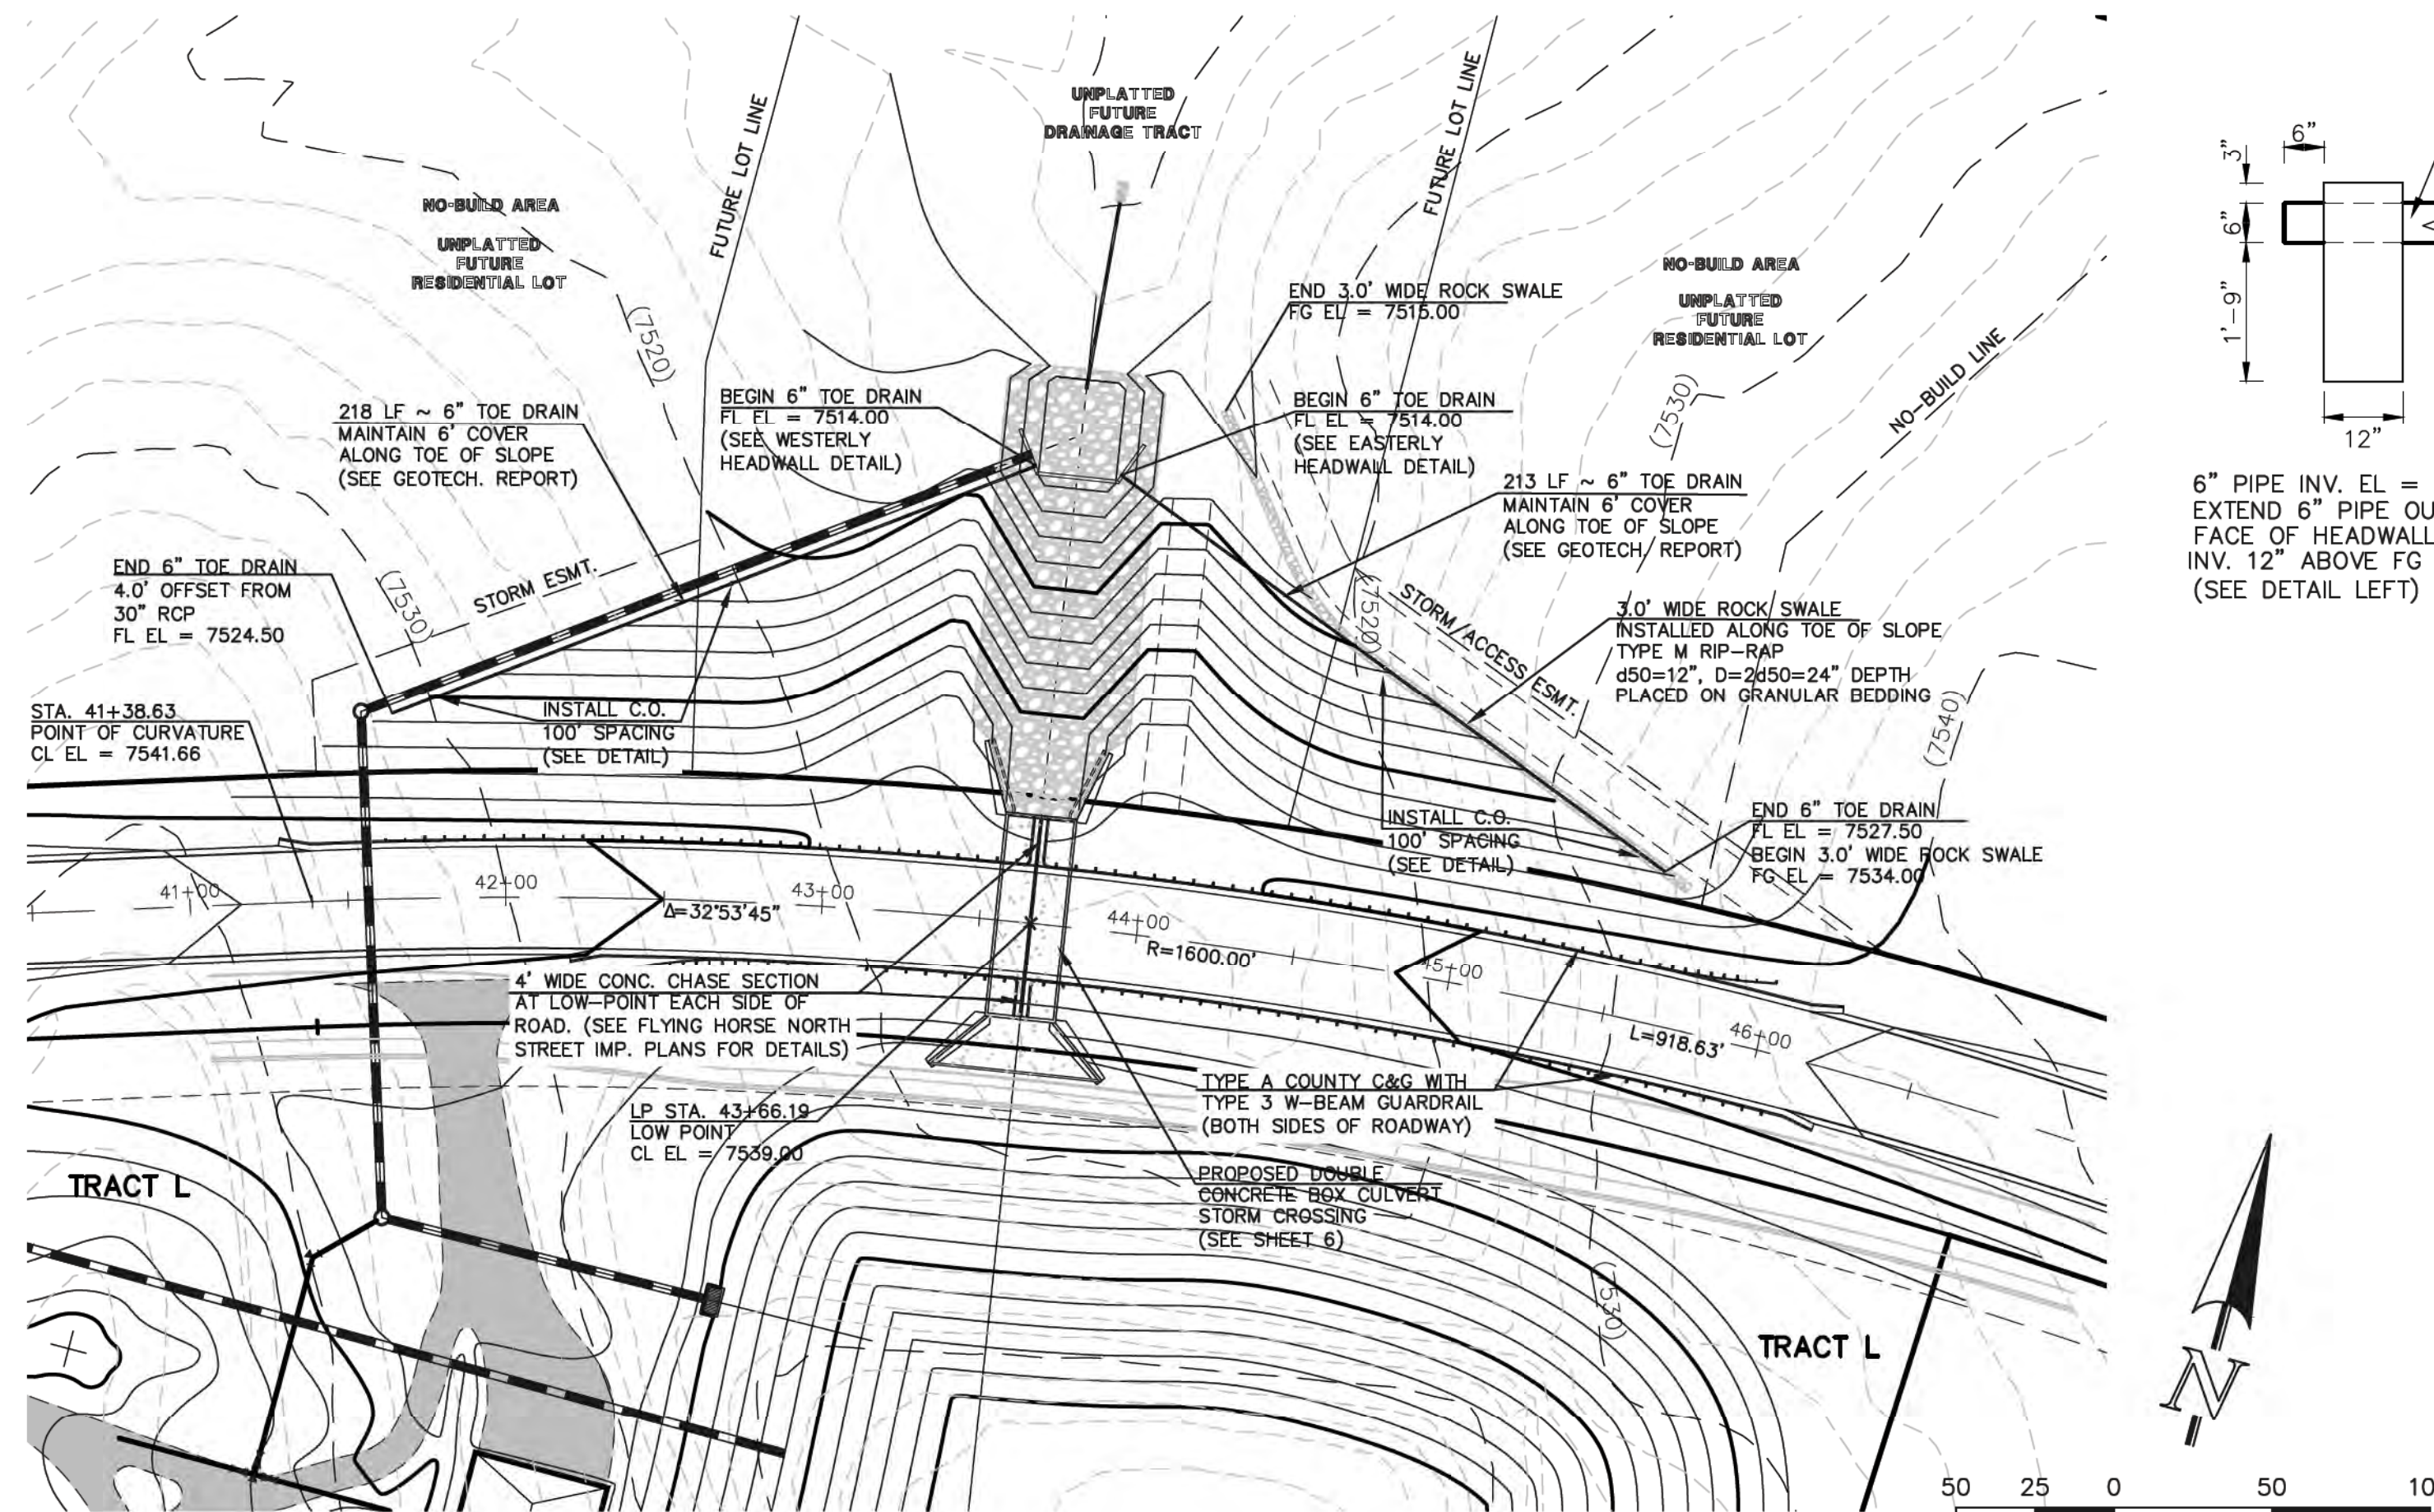 UNPLATTED
FUTURE
DRAINAGE TRACT
FUTURE LOT LINE
FUTURE LOT LINE
NO-BUILD AREA
UNPLATTED
FUTURE
RESIDENTIAL LOT
(7520)
END 3.0' WIDE ROCK SWALE
FG EL = 7515.00
NO-BUILD AREA
UNPLATTED
FUTURE
RESIDENTIAL LOT
NO-BUILD LINE
(7530)
218 LF ~ 6" TOE DRAIN
MAINTAIN 6' COVER
ALONG TOE OF SLOPE
(SEE GEOTECH. REPORT)
BEGIN 6" TOE DRAIN
FL EL = 7514.00
(SEE WESTERLY
HEADWALL DETAIL)
BEGIN 6" TOE DRAIN
FL EL = 7514.00
(SEE EASTERLY
HEADWALL DETAIL)
213 LF ~ 6" TOE DRAIN
MAINTAIN 6' COVER
ALONG TOE OF SLOPE
(SEE GEOTECH. REPORT)
END 6" TOE DRAIN
4.0' OFFSET FROM
30" RCP
FL EL = 7524.50
(7530)
STORM ESMT.
(7520)
STORM/ACCESS ESMT.
3.0' WIDE ROCK SWALE
INSTALLED ALONG TOE OF SLOPE
TYPE M RIP-RAP
d50=12", D=2d50=24" DEPTH
PLACED ON GRANULAR BEDDING
(7540)
STA. 41+38.63
POINT OF CURVATURE
CL EL = 7541.66
INSTALL C.O.
100' SPACING
(SEE DETAIL)
INSTALL C.O.
100' SPACING
(SEE DETAIL)
END 6" TOE DRAIN
FL EL = 7527.50
BEGIN 3.0' WIDE ROCK SWALE
FG EL = 7534.00
41+00
42+00
43+00
44+00
45+00
46+00
Δ=32°53'45"
R=1600.00'
L=918.63'
4' WIDE CONC. CHASE SECTION
AT LOW-POINT EACH SIDE OF
ROAD. (SEE FLYING HORSE NORTH
STREET IMP. PLANS FOR DETAILS)
LP STA. 43+66.19
LOW POINT
CL EL = 7539.00
TYPE A COUNTY C&G WITH
TYPE 3 W-BEAM GUARDRAIL
(BOTH SIDES OF ROADWAY)
PROPOSED DOUBLE
CONCRETE BOX CULVERT
STORM CROSSING
(SEE SHEET 6)
TRACT L
(7530)
TRACT L
6"
3"
6"
1'-9"
12"
6" PIPE INV. EL =
EXTEND 6" PIPE OU
FACE OF HEADWALL
INV. 12" ABOVE FG
(SEE DETAIL LEFT)
N
50 25 0 50 10